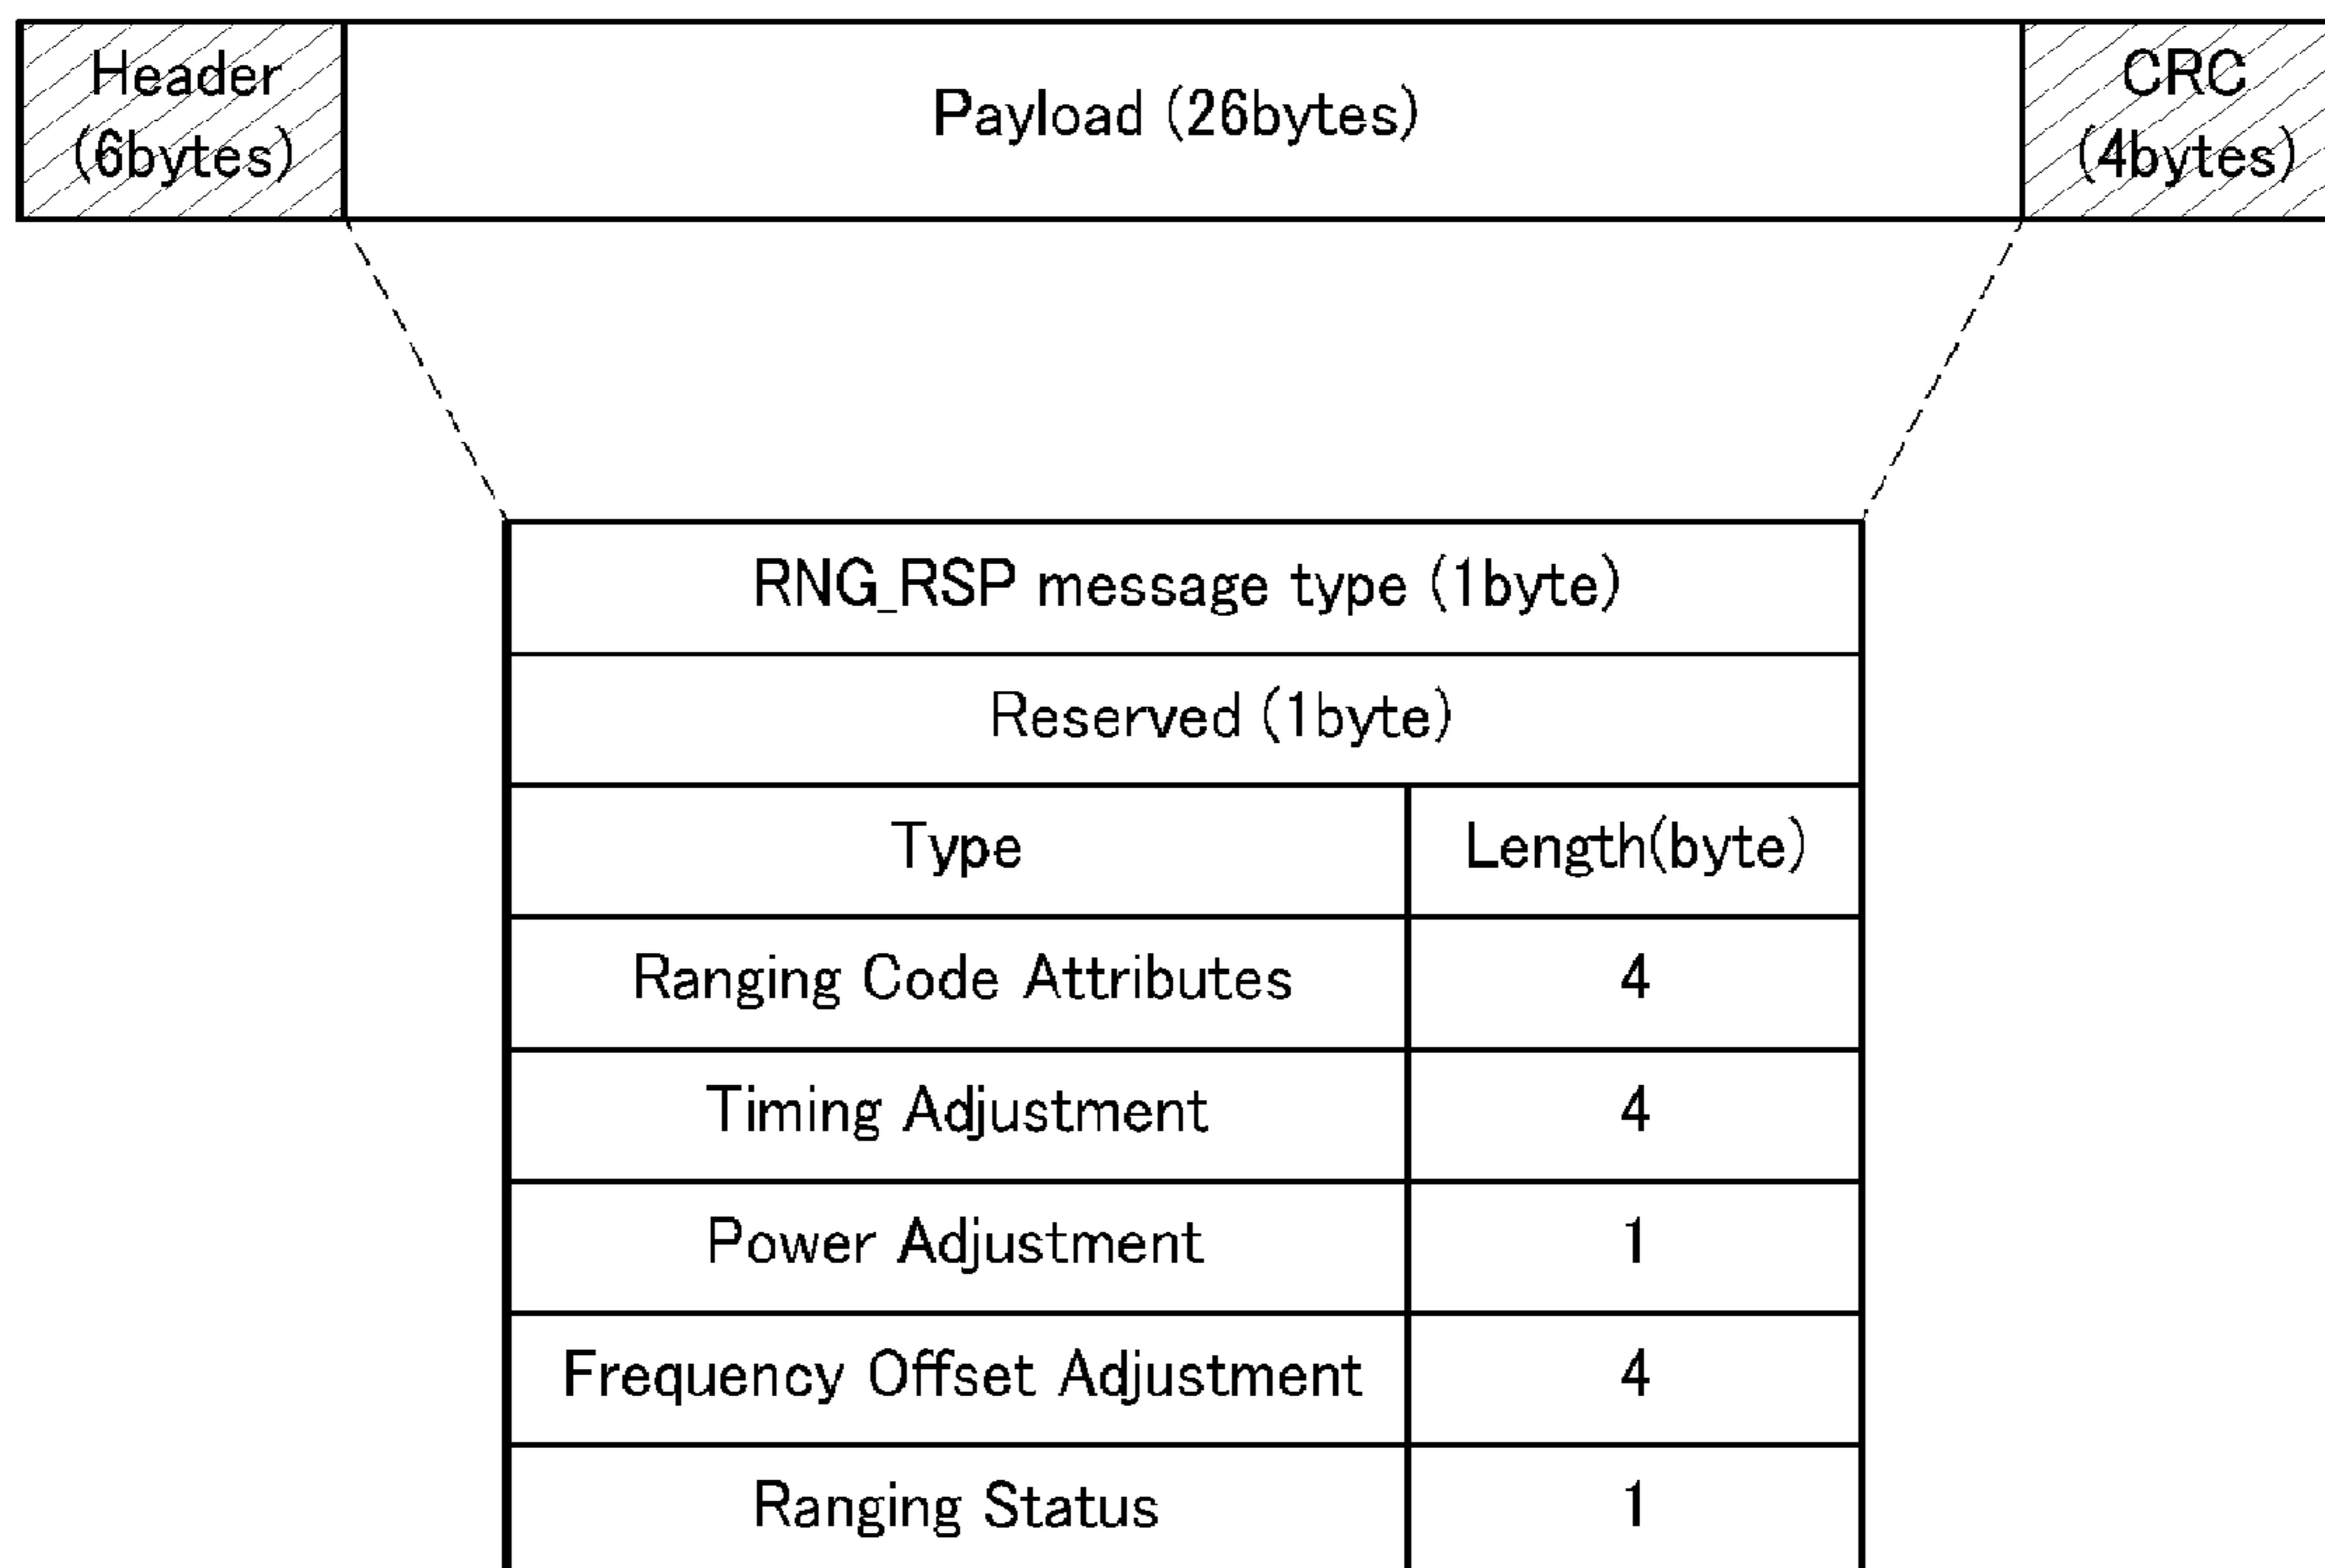 Header
(6bytes)
Payload (26bytes)
CRC
(4bytes)
RNG_RSP message type (1byte)
Reserved (1byte)
Type Length(byte)
Ranging Code Attributes 4
Timing Adjustment 4
Power Adjustment 1
Frequency Offset Adjustment 4
Ranging Status 1